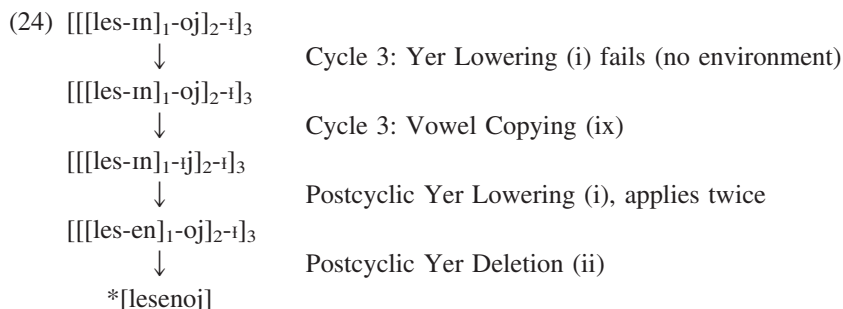 (24) [[[les-ɪn]₁-oj]₂-ɨ]₃
↓ Cycle 3: Yer Lowering (i) fails (no environment)
[[[les-ɪn]₁-oj]₂-ɨ]₃
↓ Cycle 3: Vowel Copying (ix)
[[[les-ɪn]₁-ɨj]₂-ɨ]₃
↓ Postcyclic Yer Lowering (i), applies twice
[[[les-en]₁-oj]₂-ɨ]₃
↓ Postcyclic Yer Deletion (ii)
*[lesenoj]